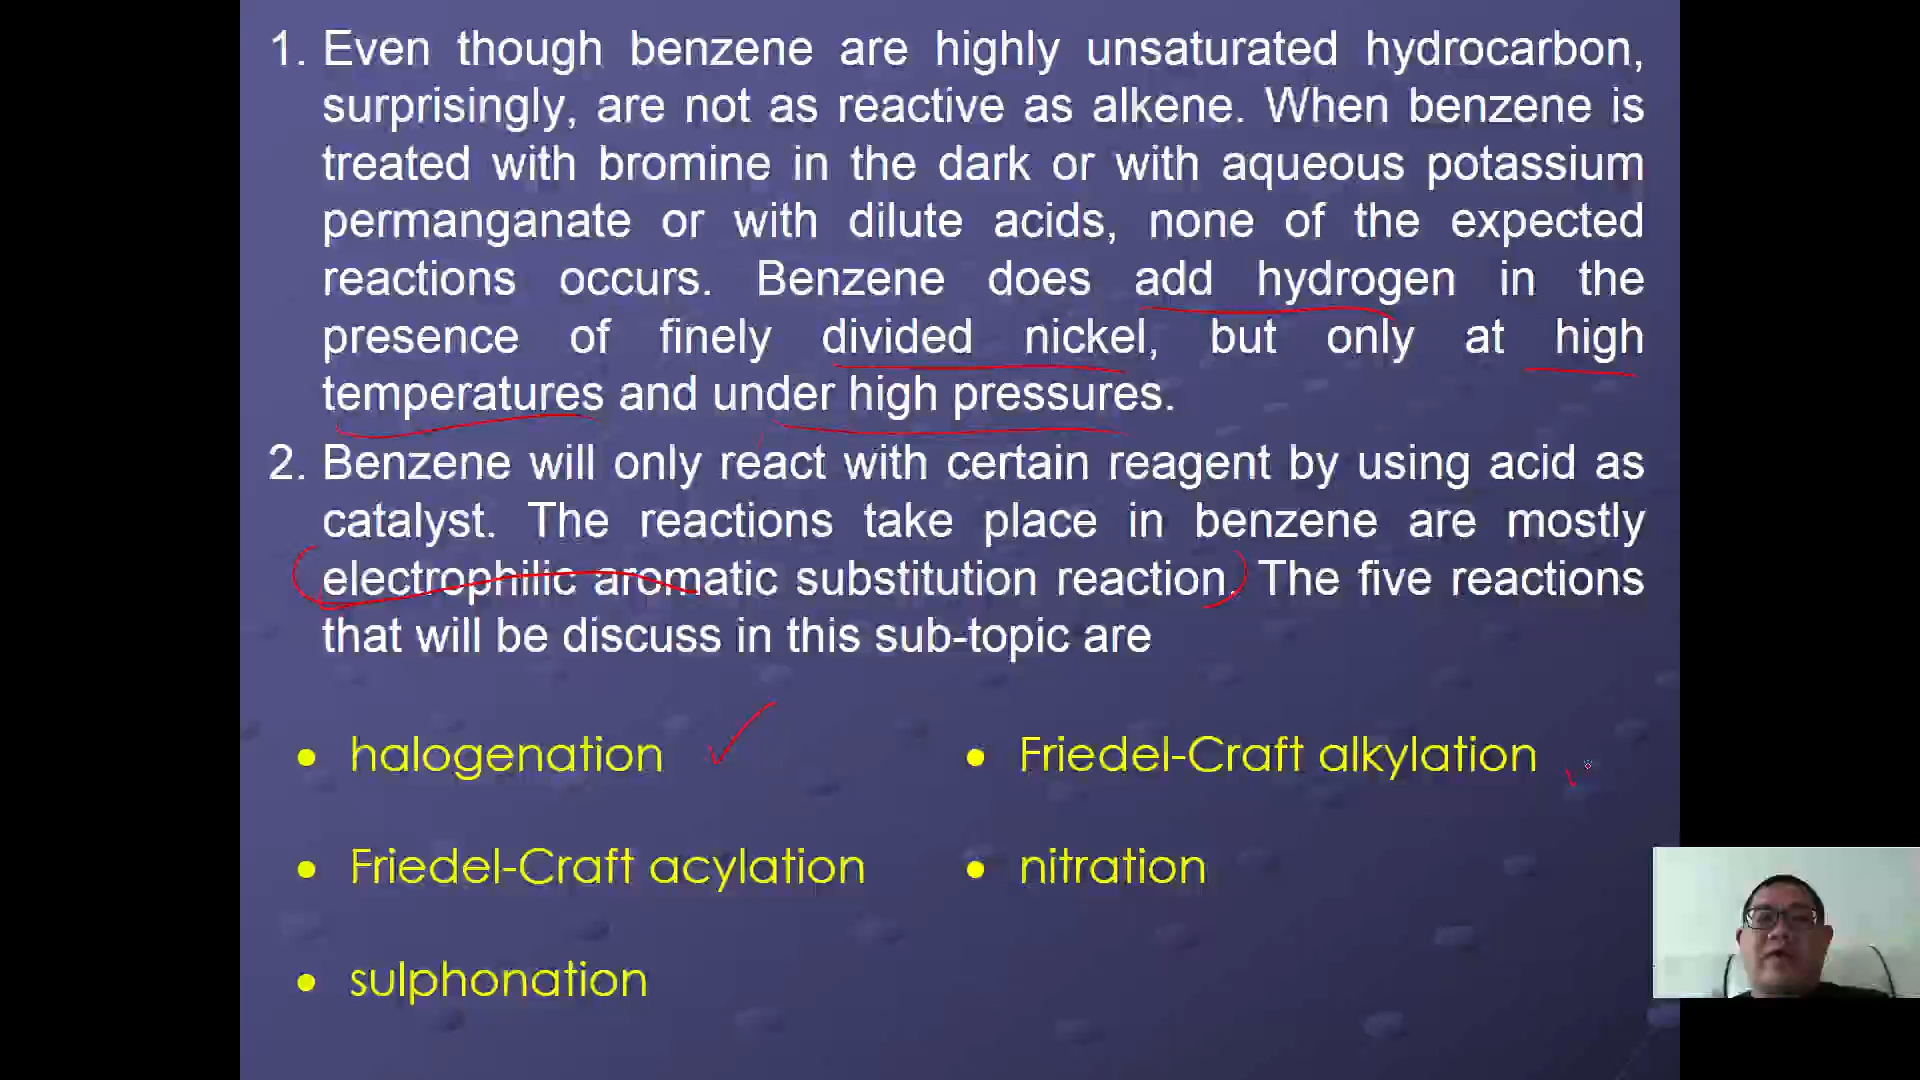 1. Even though benzene are highly unsaturated hydrocarbon,
surprisingly, are not as reactive as alkene. When benzene is
treated with bromine in the dark or with aqueous potassium
permanganate or with dilute acids, none of the expected
reactions occurs. Benzene does add hydrogen in the
presence of finely divided nickel, but only at high
temperatures and under high pressures.
2. Benzene will only react with certain reagent by using acid as
catalyst. The reactions take place in benzene are mostly
electrophilic aromatic substitution reaction. The five reactions
that will be discuss in this sub-topic are
• halogenation
• Friedel-Craft alkylation
• Friedel-Craft acylation
• nitration
• sulphonation